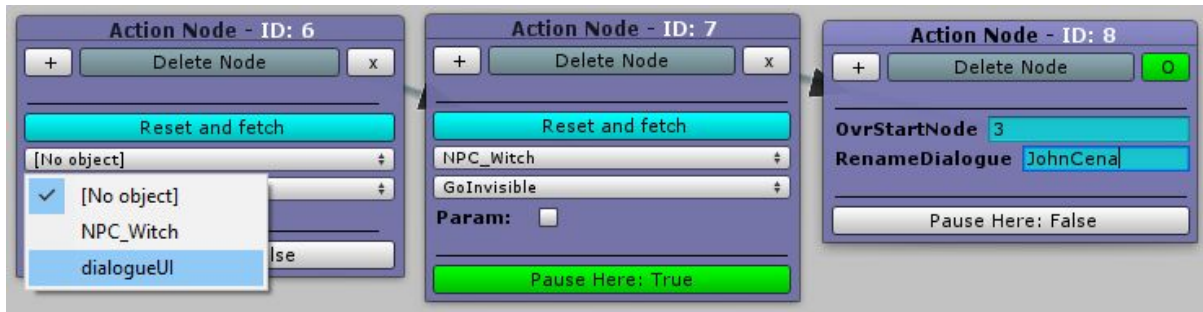 Action Node - ID: 6
+ Delete Node x
Reset and fetch
[No object]
[No object]
NPC_Witch
dialogueUI
lse
Action Node - ID: 7
+ Delete Node x
Reset and fetch
NPC_Witch
GoInvisible
Param:
Pause Here: True
Action Node - ID: 8
+ Delete Node O
OvrStartNode 3
RenameDialogue JohnCena
Pause Here: False